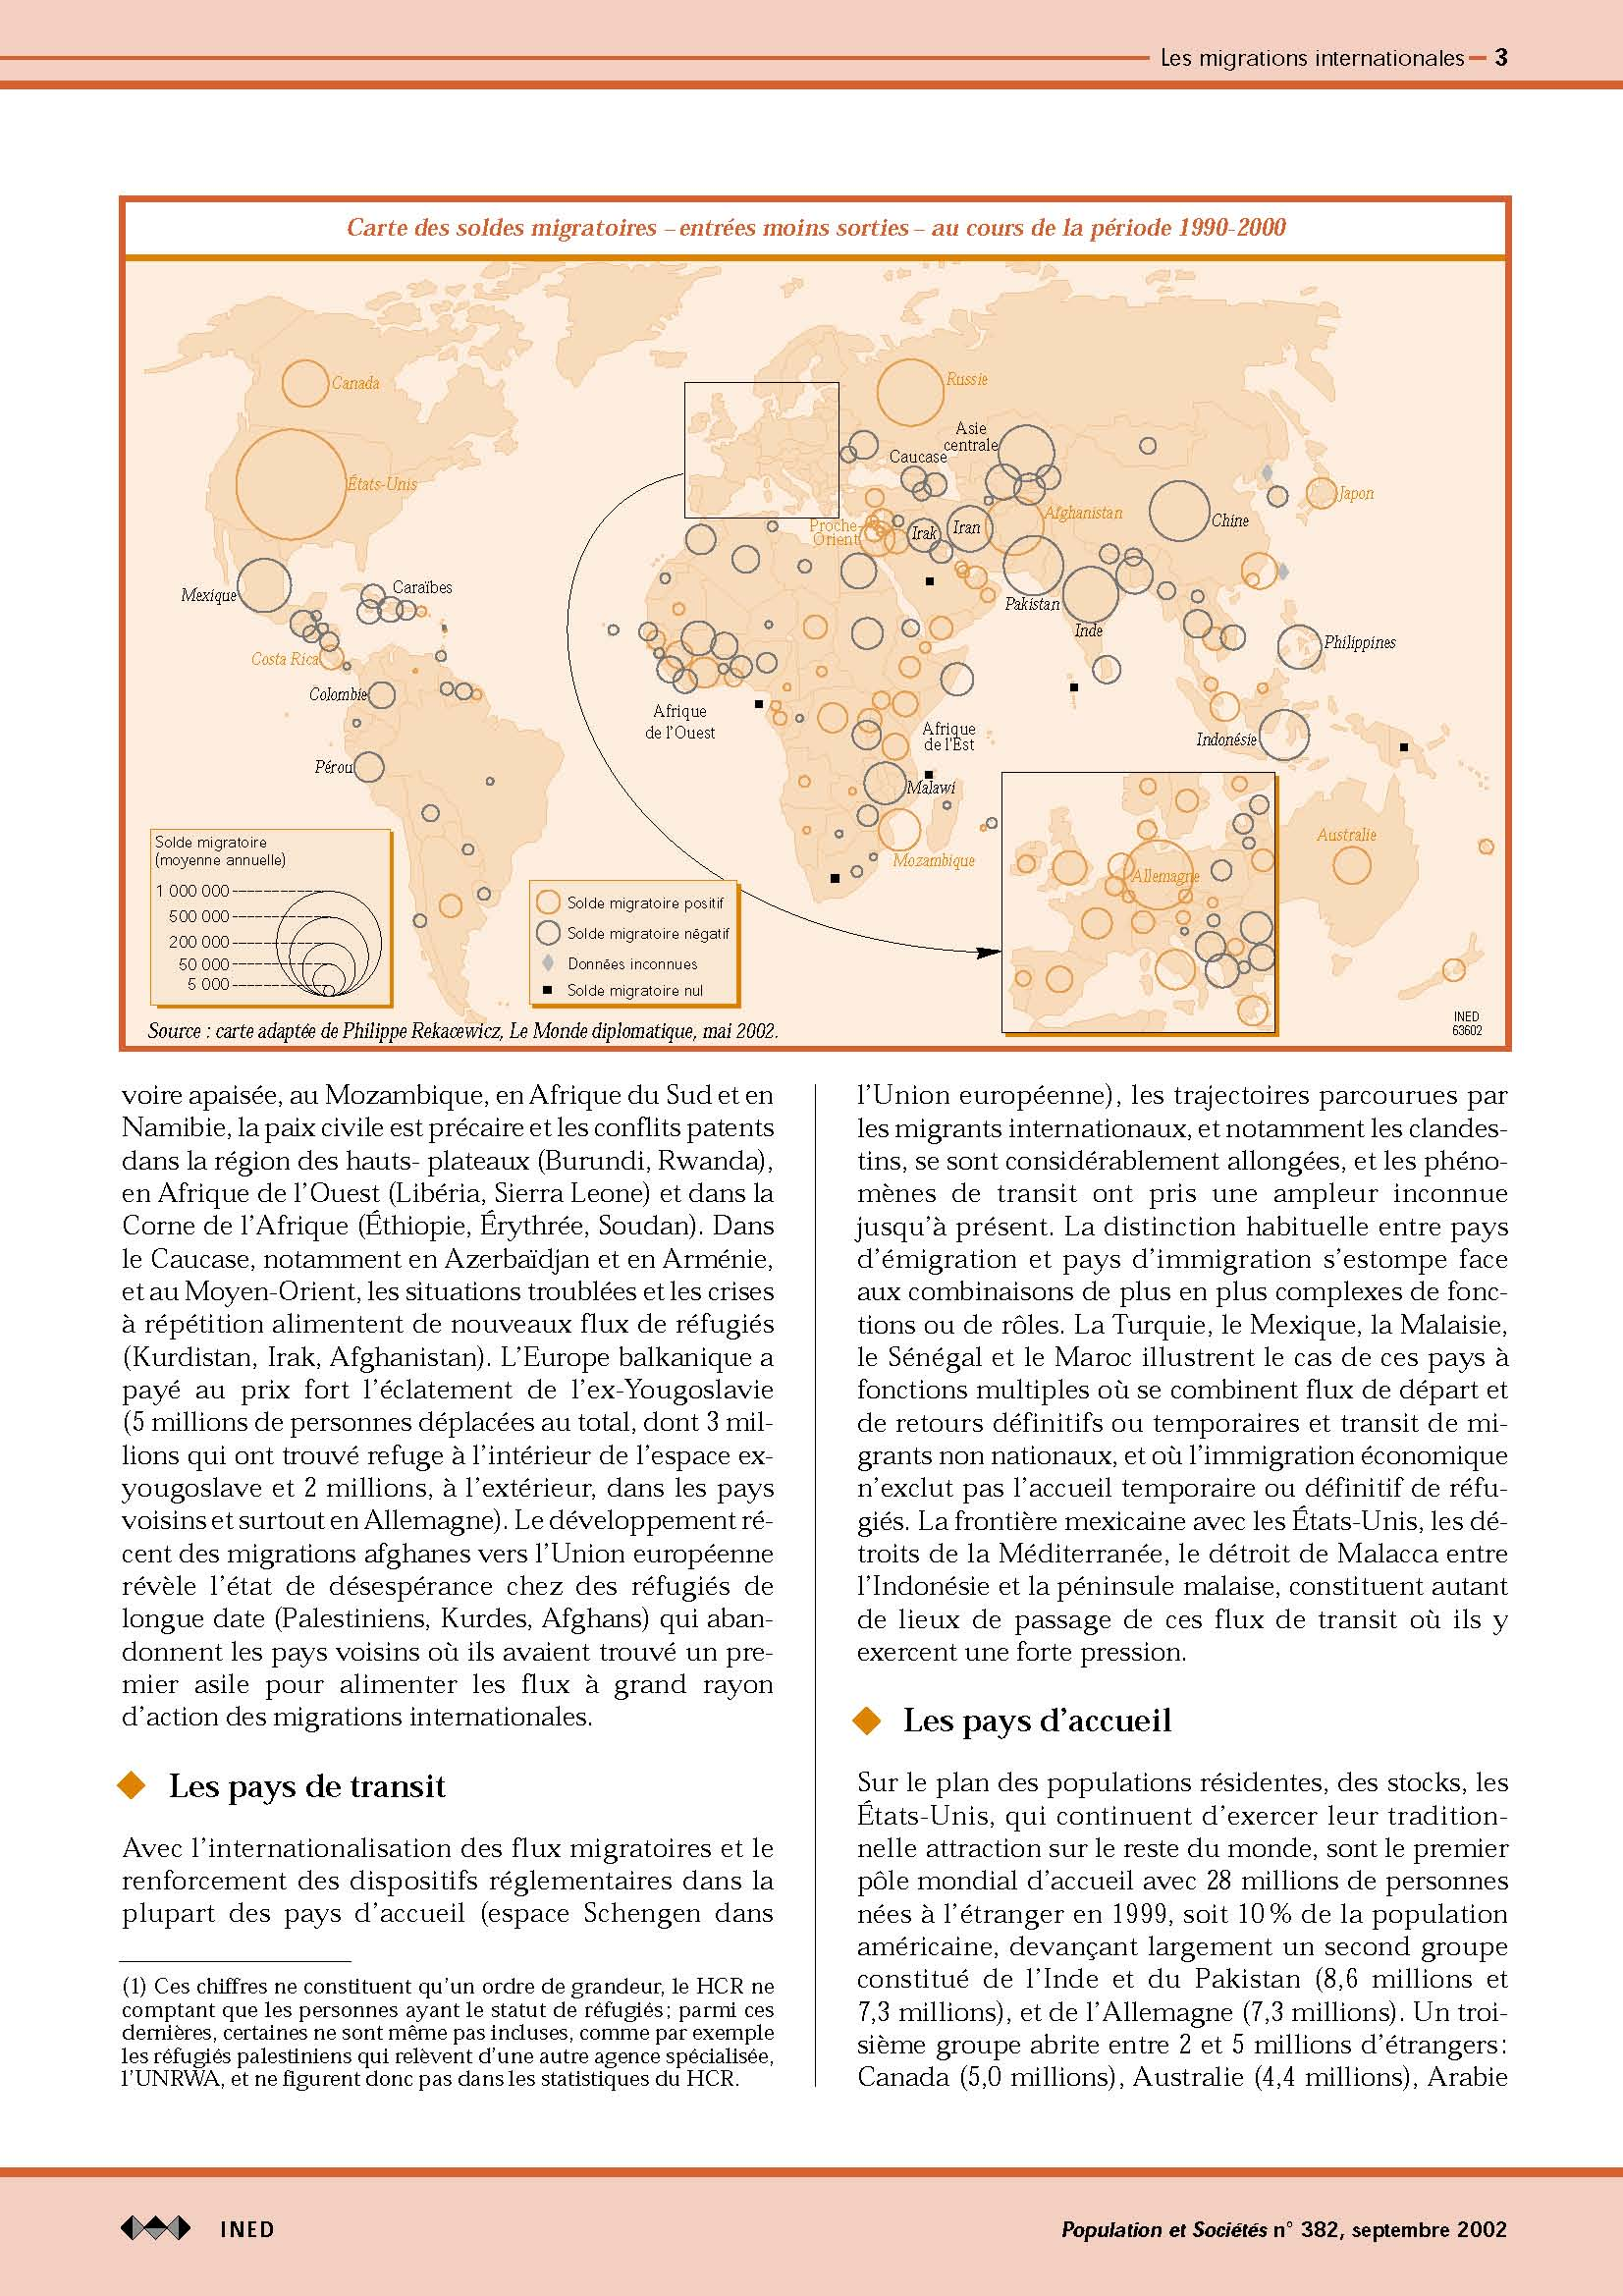 Les migrations internationales 3
Carte des soldes migratoires – entrées moins sorties – au cours de la période 1990-2000
Canada
Russie
Asie
centrale
Caucase
États-Unis
Japon
Afghanistan
Proche-
Orient
Irak
Iran
Chine
Mexique
Caraïbes
Pakistan
Inde
Philippines
Costa Rica
Colombie
Afrique
de l'Ouest
Afrique
de l'Est
Indonésie
Pérou
Malawi
Mozambique
Allemagne
Australie
Solde migratoire
(moyenne annuelle)
1 000 000
500 000
200 000
50 000
5 000
Solde migratoire positif
Solde migratoire négatif
Données inconnues
Solde migratoire nul
INED
63602
Source : carte adaptée de Philippe Rekacewicz, Le Monde diplomatique, mai 2002.
voire apaisée, au Mozambique, en Afrique du Sud et en
Namibie, la paix civile est précaire et les conflits patents
dans la région des hauts- plateaux (Burundi, Rwanda),
en Afrique de l'Ouest (Libéria, Sierra Leone) et dans la
Corne de l'Afrique (Éthiopie, Érythrée, Soudan). Dans
le Caucase, notamment en Azerbaïdjan et en Arménie,
et au Moyen-Orient, les situations troublées et les crises
à répétition alimentent de nouveaux flux de réfugiés
(Kurdistan, Irak, Afghanistan). L'Europe balkanique a
payé au prix fort l'éclatement de l'ex-Yougoslavie
(5 millions de personnes déplacées au total, dont 3 mil-
lions qui ont trouvé refuge à l'intérieur de l'espace ex-
yougoslave et 2 millions, à l'extérieur, dans les pays
voisins et surtout en Allemagne). Le développement ré-
cent des migrations afghanes vers l'Union européenne
révèle l'état de désespérance chez des réfugiés de
longue date (Palestiniens, Kurdes, Afghans) qui aban-
donnent les pays voisins où ils avaient trouvé un pre-
mier asile pour alimenter les flux à grand rayon
d'action des migrations internationales.
Les pays de transit
Avec l'internationalisation des flux migratoires et le
renforcement des dispositifs réglementaires dans la
plupart des pays d'accueil (espace Schengen dans
(1) Ces chiffres ne constituent qu'un ordre de grandeur, le HCR ne
comptant que les personnes ayant le statut de réfugiés; parmi ces
dernières, certaines ne sont même pas incluses, comme par exemple
les réfugiés palestiniens qui relèvent d'une autre agence spécialisée,
l'UNRWA, et ne figurent donc pas dans les statistiques du HCR.
l'Union européenne), les trajectoires parcourues par
les migrants internationaux, et notamment les clandes-
tins, se sont considérablement allongées, et les phéno-
mènes de transit ont pris une ampleur inconnue
jusqu'à présent. La distinction habituelle entre pays
d'émigration et pays d'immigration s'estompe face
aux combinaisons de plus en plus complexes de fonc-
tions ou de rôles. La Turquie, le Mexique, la Malaisie,
le Sénégal et le Maroc illustrent le cas de ces pays à
fonctions multiples où se combinent flux de départ et
de retours définitifs ou temporaires et transit de mi-
grants non nationaux, et où l'immigration économique
n'exclut pas l'accueil temporaire ou définitif de réfu-
giés. La frontière mexicaine avec les États-Unis, les dé-
troits de la Méditerranée, le détroit de Malacca entre
l'Indonésie et la péninsule malaise, constituent autant
de lieux de passage de ces flux de transit où ils y
exercent une forte pression.
Les pays d'accueil
Sur le plan des populations résidentes, des stocks, les
États-Unis, qui continuent d'exercer leur tradition-
nelle attraction sur le reste du monde, sont le premier
pôle mondial d'accueil avec 28 millions de personnes
nées à l'étranger en 1999, soit 10 % de la population
américaine, devançant largement un second groupe
constitué de l'Inde et du Pakistan (8,6 millions et
7,3 millions), et de l'Allemagne (7,3 millions). Un troi-
sième groupe abrite entre 2 et 5 millions d'étrangers:
Canada (5,0 millions), Australie (4,4 millions), Arabie
INED
Population et Sociétés n° 382, septembre 2002